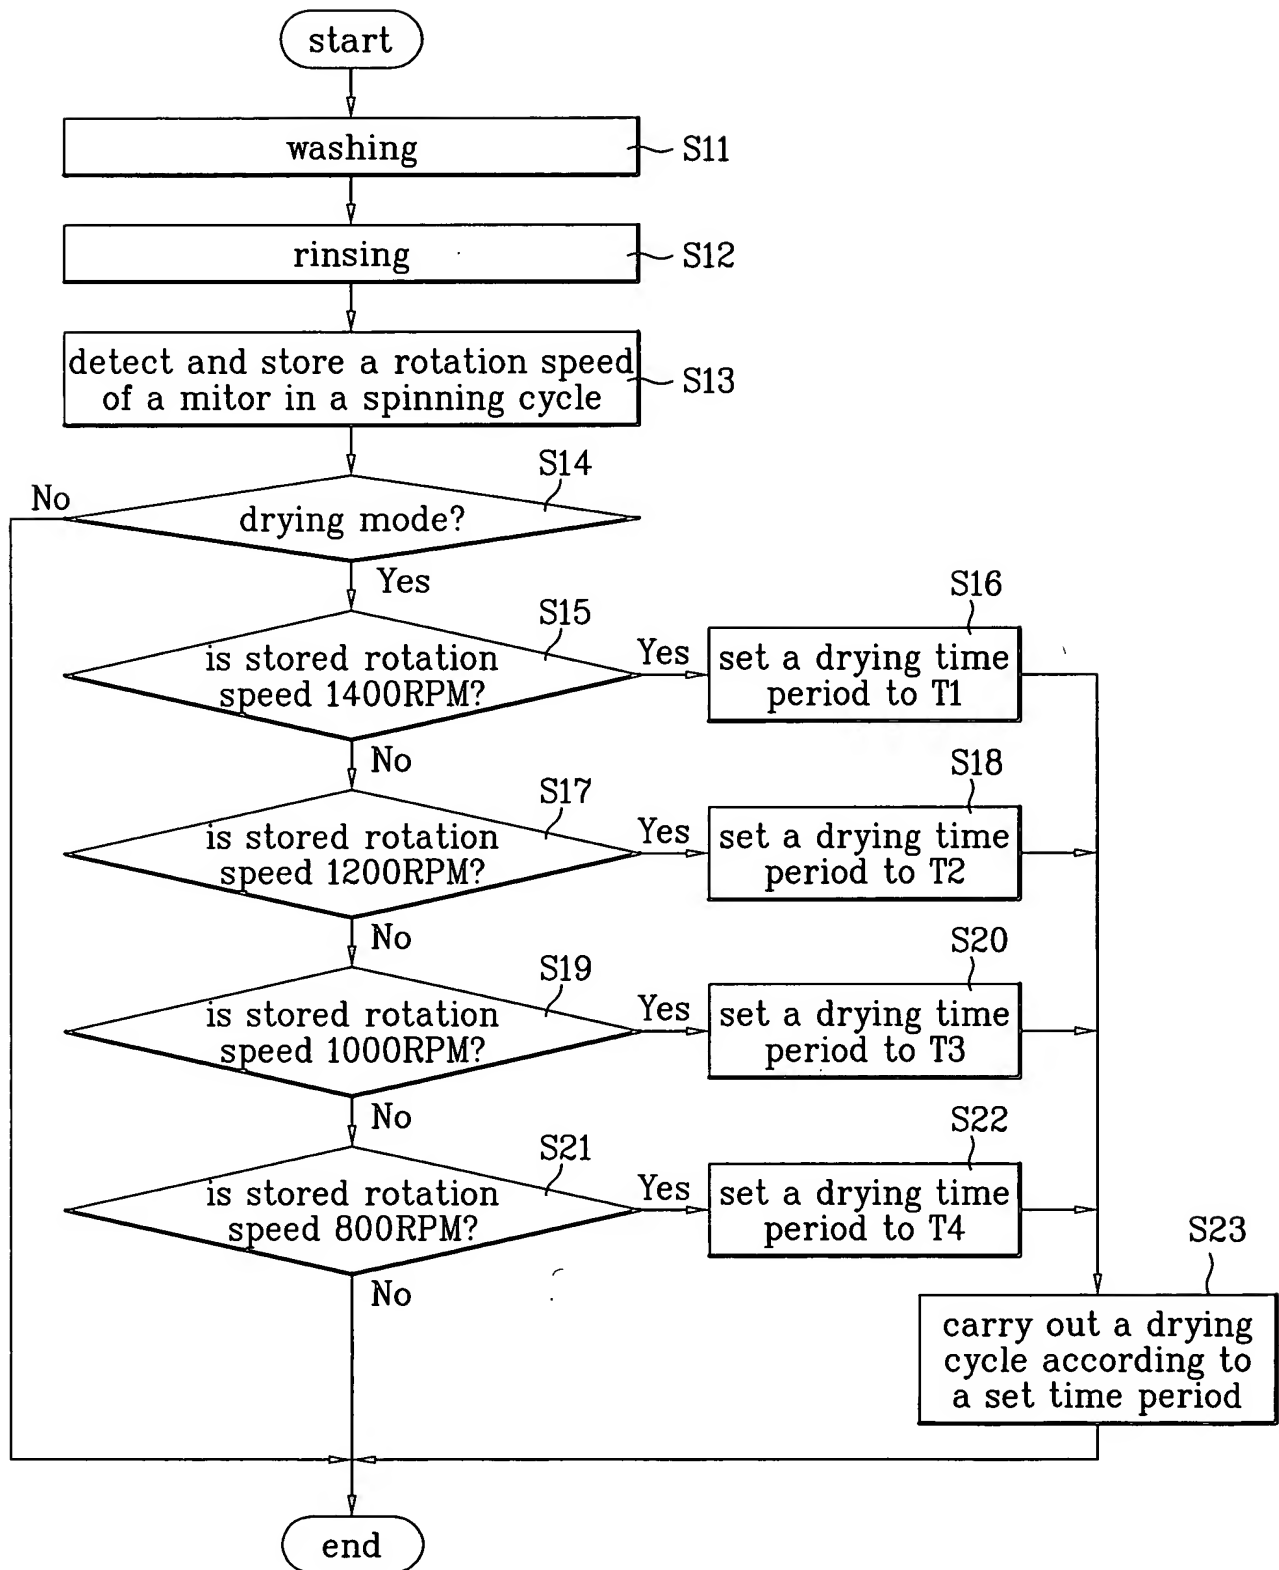 start
washing
S11
rinsing
S12
detect and store a rotation speed
of a mitor in a spinning cycle
S13
S14
No
drying mode?
Yes
S15
is stored rotation
speed 1400RPM?
Yes
S16
set a drying time
period to T1
No
S17
is stored rotation
speed 1200RPM?
Yes
S18
set a drying time
period to T2
No
S19
is stored rotation
speed 1000RPM?
Yes
S20
set a drying time
period to T3
No
S21
is stored rotation
speed 800RPM?
Yes
S22
set a drying time
period to T4
No
S23
carry out a drying
cycle according to
a set time period
end